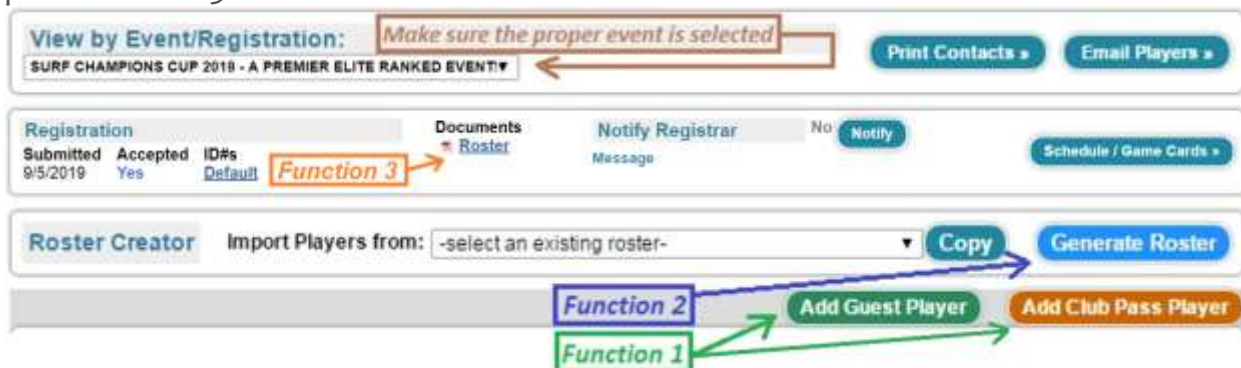 View by Event/Registration: Make sure the proper event is selected
SURF CHAMPIONS CUP 2019 - A PREMIER ELITE RANKED EVENT
Print Contacts » Email Players »
Registration Documents Notify Registrar No Notify
Submitted Accepted ID#s Roster Message
9/5/2019 Yes Default Function 3
Schedule / Game Cards »
Roster Creator Import Players from: -select an existing roster- Copy Generate Roster
Function 2 Add Guest Player Add Club Pass Player
Function 1